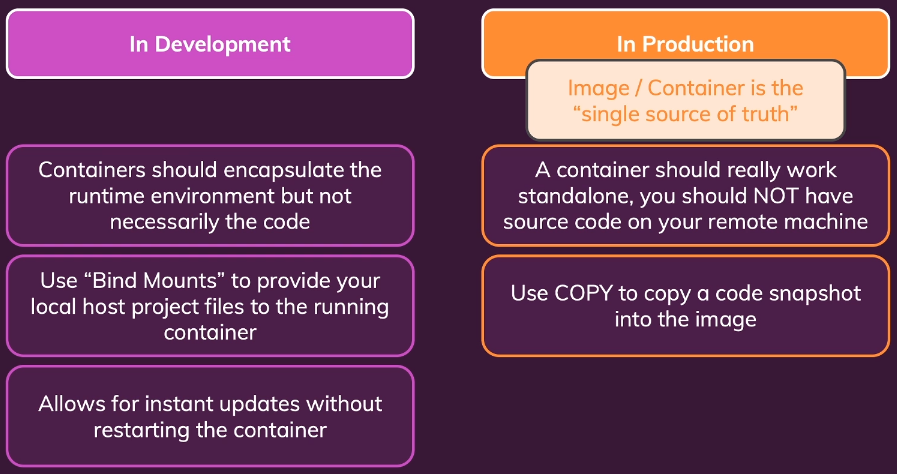 In Development
Containers should encapsulate the
runtime environment but not
necessarily the code
Use “Bind Mounts” to provide your
local host project files to the running
container
Allows for instant updates without
restarting the container
In Production
Image / Container is the
“single source of truth”
A container should really work
standalone, you should NOT have
source code on your remote machine
Use COPY to copy a code snapshot
into the image